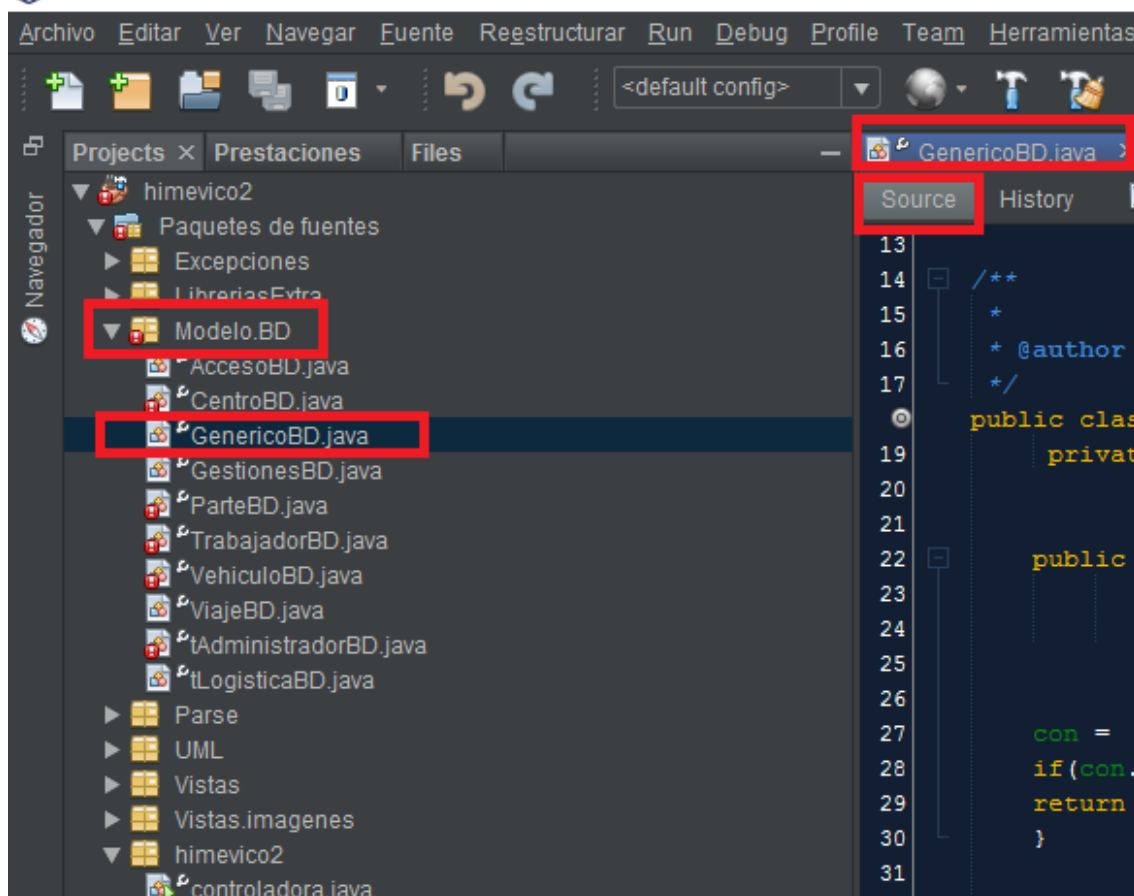 Archivo Editar Ver Navegar Fuente Reestructurar Run Debug Profile Team Herramientas
<default config>
Projects Prestaciones Files
Navegador
himevico2
Paquetes de fuentes
Excepciones
LibreriasExtra
Modelo.BD
AccesoBD.java
CentroBD.java
GenericoBD.java
GestionesBD.java
ParteBD.java
TrabajadorBD.java
VehiculoBD.java
ViajeBD.java
tAdministradorBD.java
tLogisticaBD.java
Parse
UML
Vistas
Vistas.imagenes
himevico2
controladora.java
GenericoBD.java
Source History
13
14 /**
15 *
16 * @author
17 */
public clas
19 privat
20
21
22 public
23
24
25
26
27 con =
28 if(con.
29 return
30 }
31